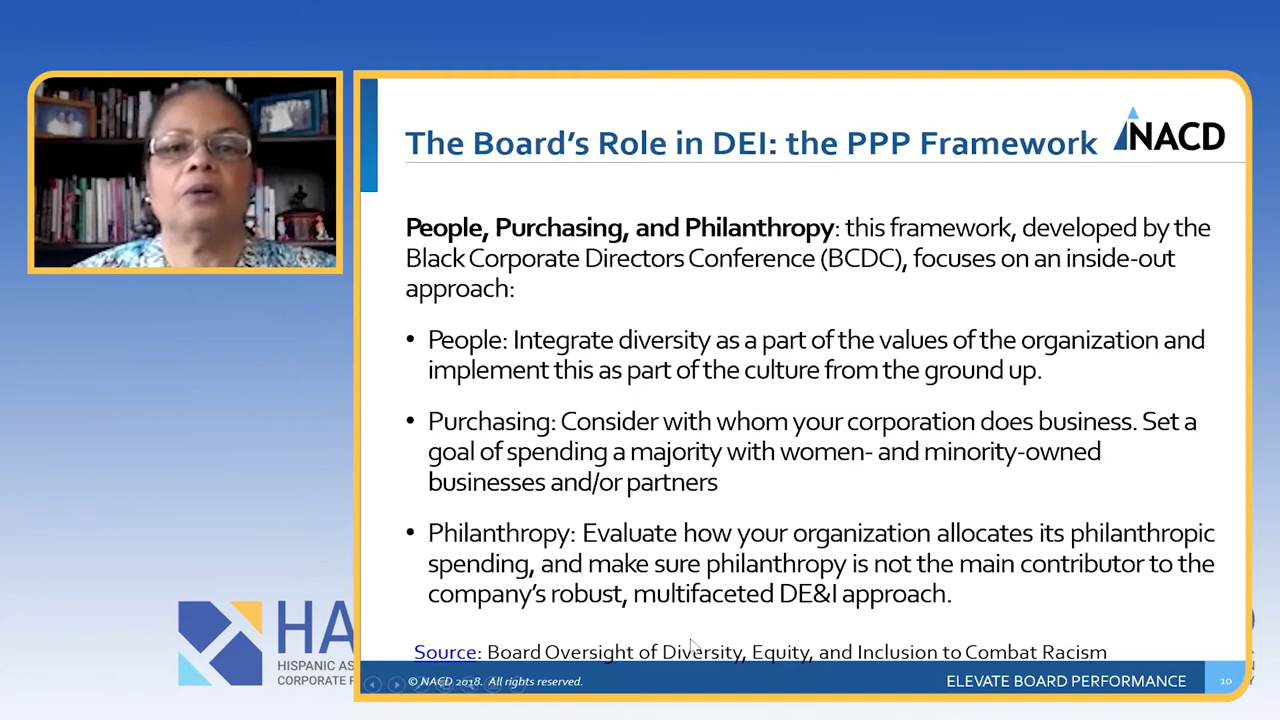 The Board's Role in DEI: the PPP Framework
NACD
People, Purchasing, and Philanthropy: this framework, developed by the
Black Corporate Directors Conference (BCDC), focuses on an inside-out
approach:
• People: Integrate diversity as a part of the values of the organization and
implement this as part of the culture from the ground up.
• Purchasing: Consider with whom your corporation does business. Set a
goal of spending a majority with women- and minority-owned
businesses and/or partners
• Philanthropy: Evaluate how your organization allocates its philanthropic
spending, and make sure philanthropy is not the main contributor to the
company's robust, multifaceted DE&I approach.
Source: Board Oversight of Diversity, Equity, and Inclusion to Combat Racism
© NACD 2018. All rights reserved.
ELEVATE BOARD PERFORMANCE
10
HA
HISPANIC AS
CORPORATE